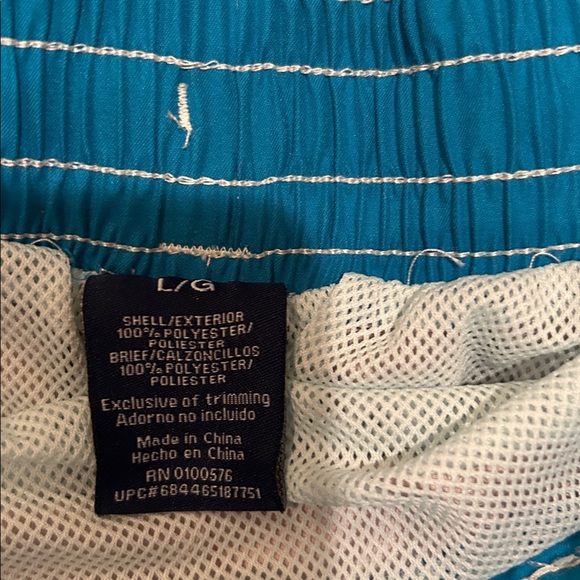 L/G
SHELL/EXTERIOR
100% POLYESTER/
POLIESTER
BRIEF/CALZONCILLOS
100% POLYESTER/
POLIESTER
Exclusive of trimming
Adorno no incluido
Made in China
Hecho en China
RN 0100576
UPC# 684465187751